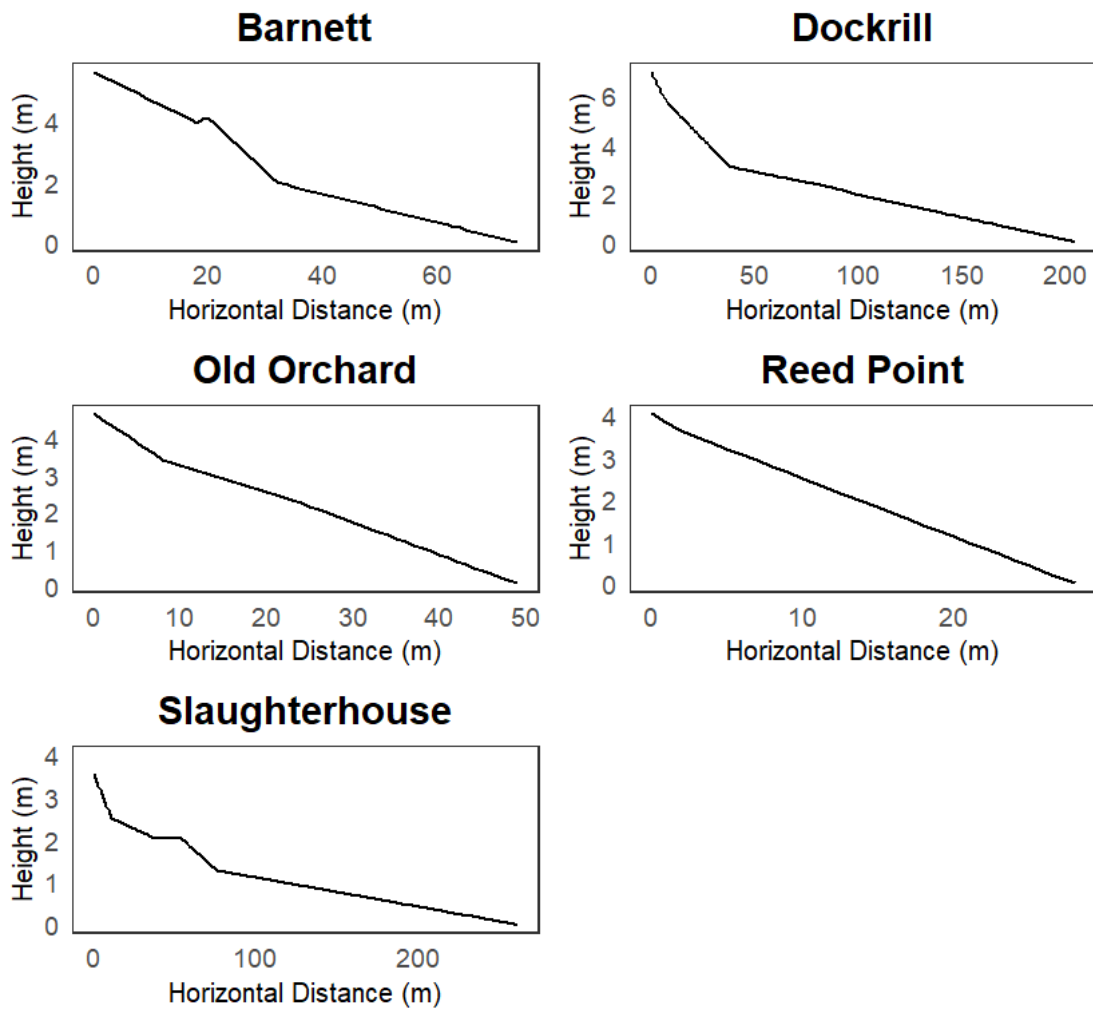 Barnett
Height (m)
4
2
0
0 20 40 60
Horizontal Distance (m)
Dockrill
Height (m)
6
4
2
0
0 50 100 150 200
Horizontal Distance (m)
Old Orchard
Height (m)
4
3
2
1
0
0 10 20 30 40 50
Horizontal Distance (m)
Reed Point
Height (m)
4
3
2
1
0
0 10 20
Horizontal Distance (m)
Slaughterhouse
Height (m)
4
3
2
1
0
0 100 200
Horizontal Distance (m)